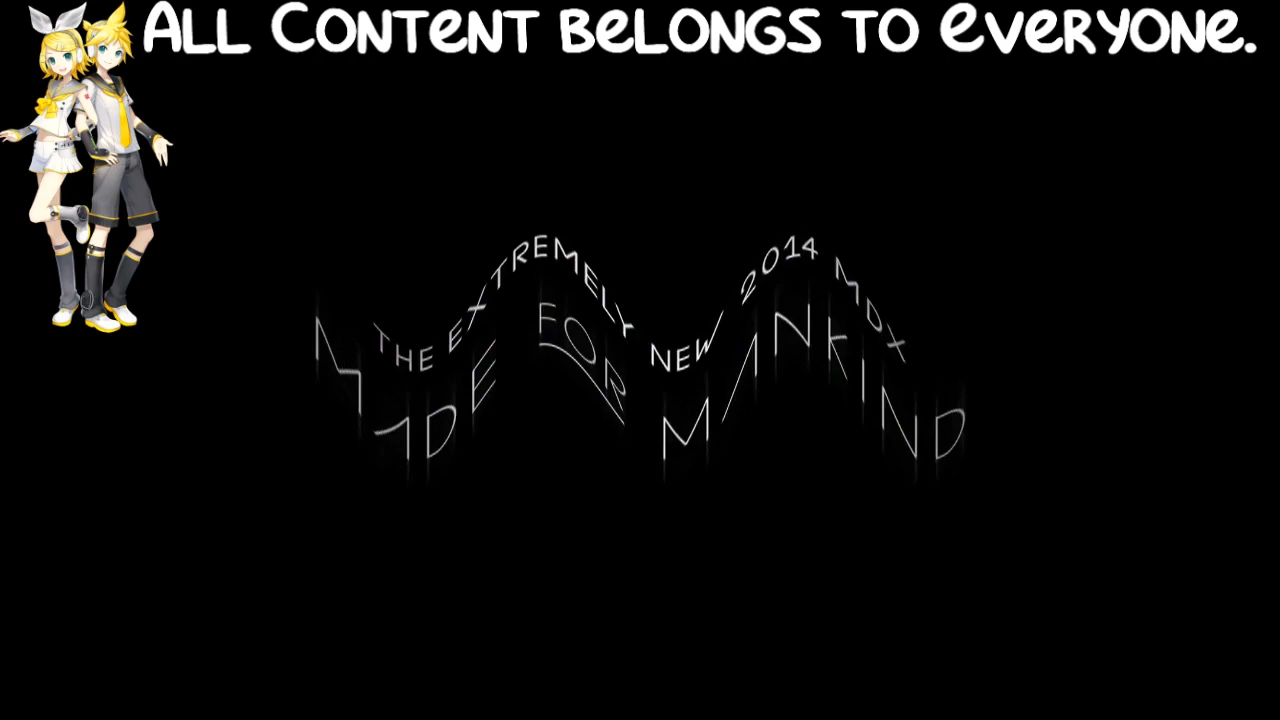 ALL CONTENT BELONGS TO EVERYONE.
THE EXTREMELY NEW 2014 MDX
MADE FOR MANKIND